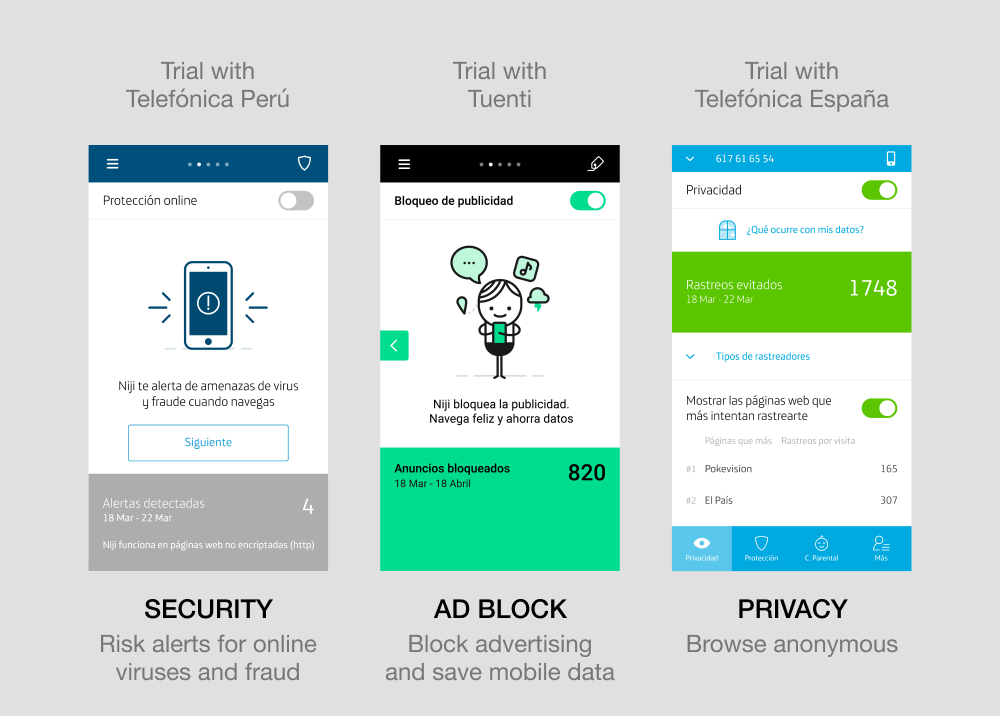 Trial with
Telefónica Perú
Protección online
Niji te alerta de amenazas de virus
y fraude cuando navegas
Siguiente
Alertas detectadas
4
18 Mar - 22 Mar
Niji funciona en páginas web no encriptadas (http)
SECURITY
Risk alerts for online
viruses and fraud
Trial with
Tuenti
Bloqueo de publicidad
Niji bloquea la publicidad.
Navega feliz y ahorra datos
Anuncios bloqueados
820
18 Mar - 18 Abril
AD BLOCK
Block advertising
and save mobile data
Trial with
Telefónica España
617 61 65 54
Privacidad
¿Qué ocurre con mis datos?
Rastreos evitados
1748
18 Mar - 22 Mar
Tipos de rastreadores
Mostrar las páginas web que
más intentan rastrearte
Páginas que más Rastreos por visita
#1 Pokevision 165
#2 El País 307
Privacidad Protección C. Parental Más
PRIVACY
Browse anonymous